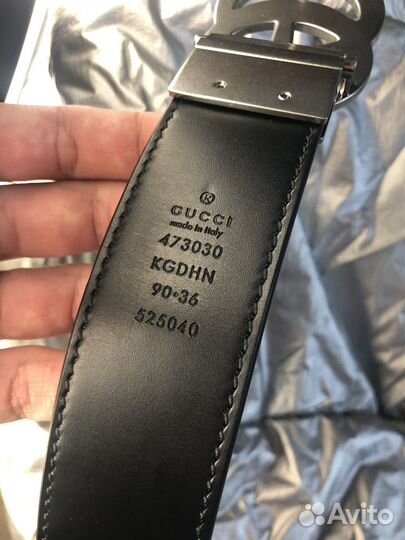 ®
GUCCI
made in Italy
473030
KGDHN
90·36
525040
Avito